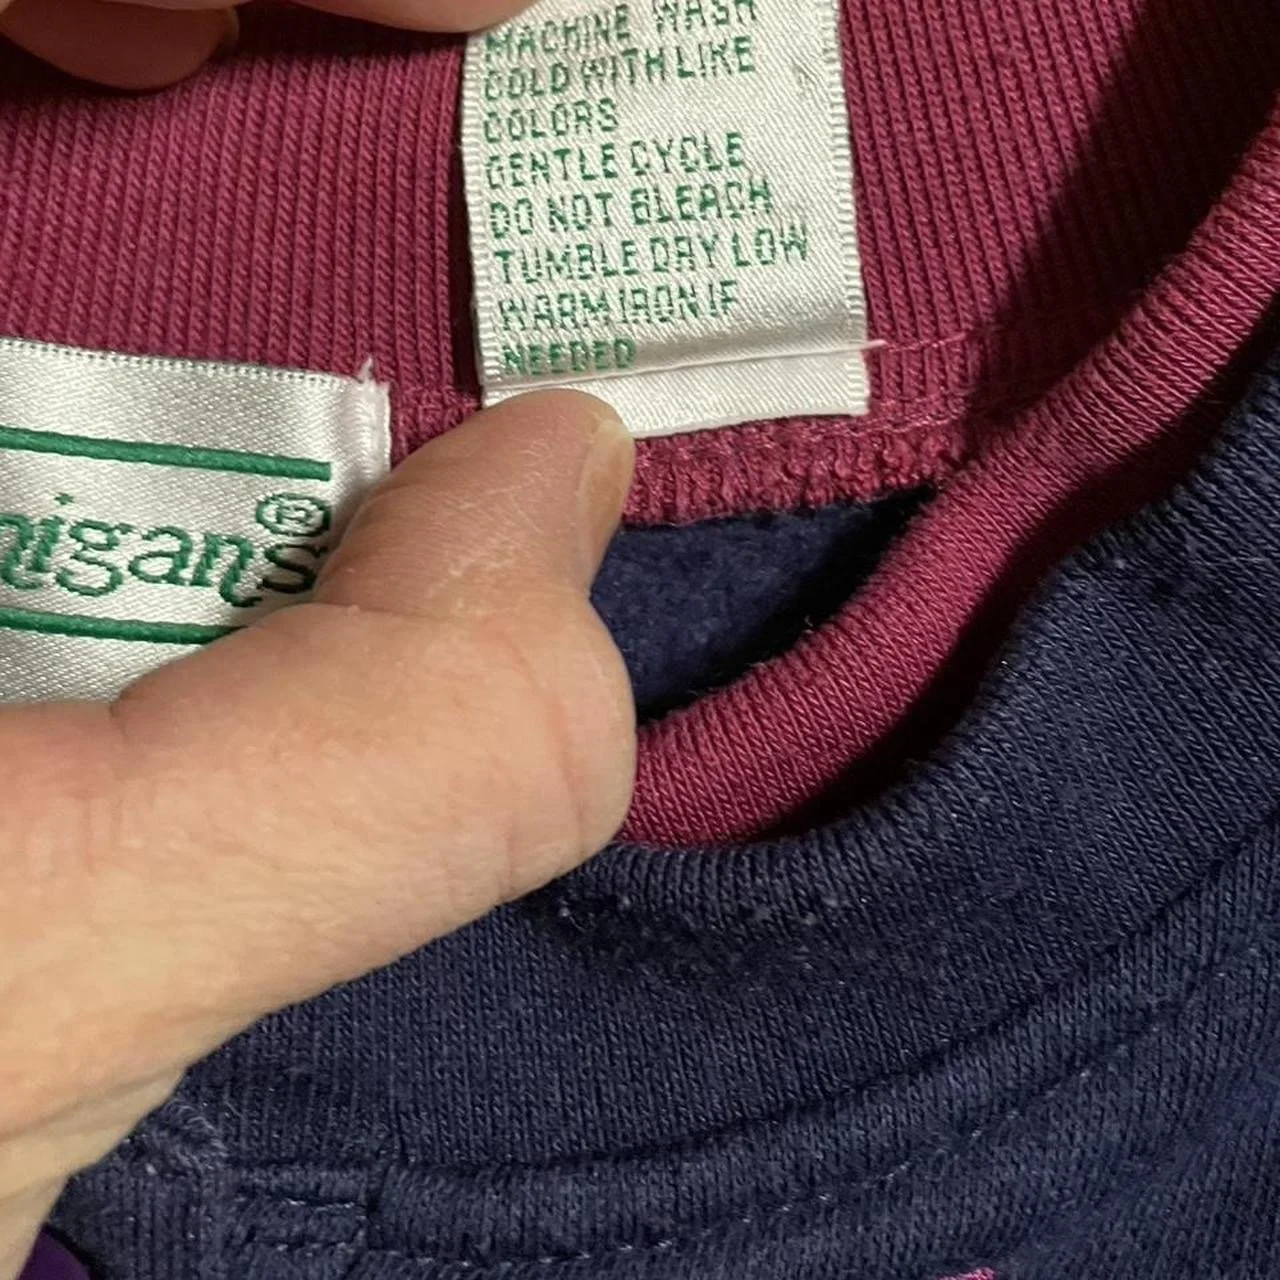 MACHINE WASH
COLD WITH LIKE
COLORS
GENTLE CYCLE
DO NOT BLEACH
TUMBLE DRY LOW
WARM IRON IF
NEEDED
nigans®